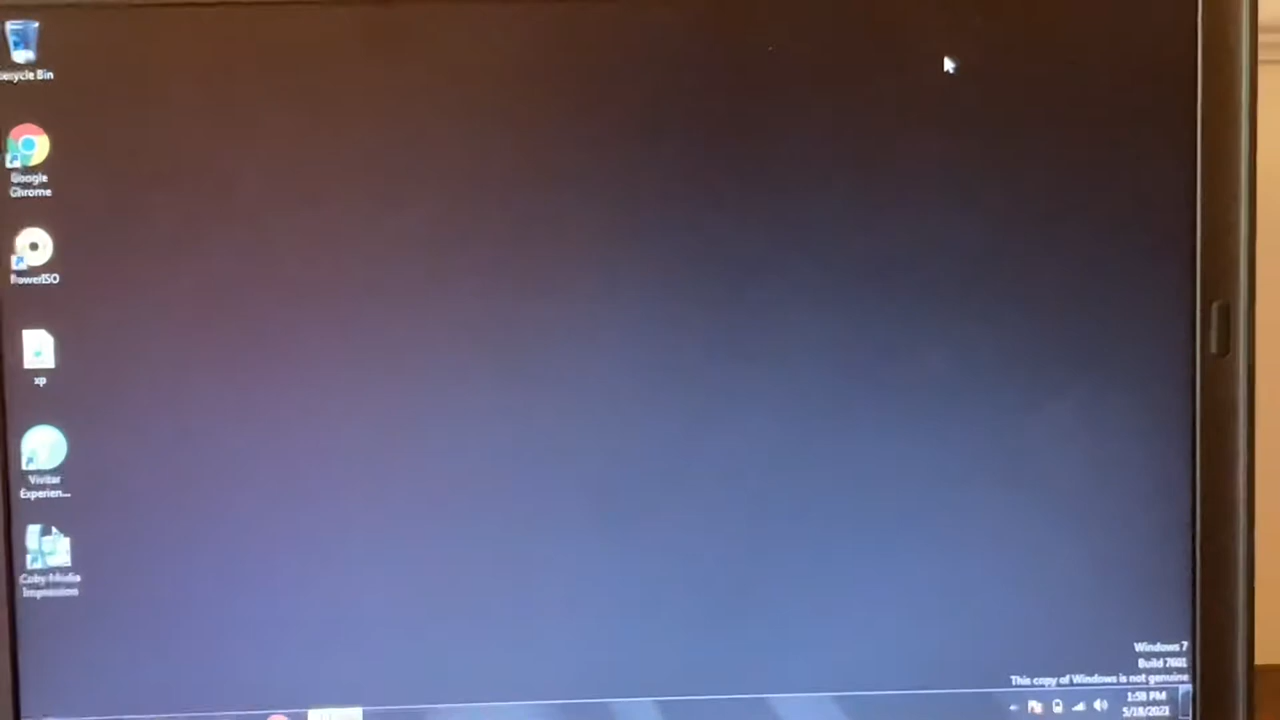 Recycle Bin
Google
Chrome
PowerISO
xp
Vivitar
Experien...
Coby Media
Impression
Windows 7
Build 7601
This copy of Windows is not genuine
1:58 PM
5/18/2021